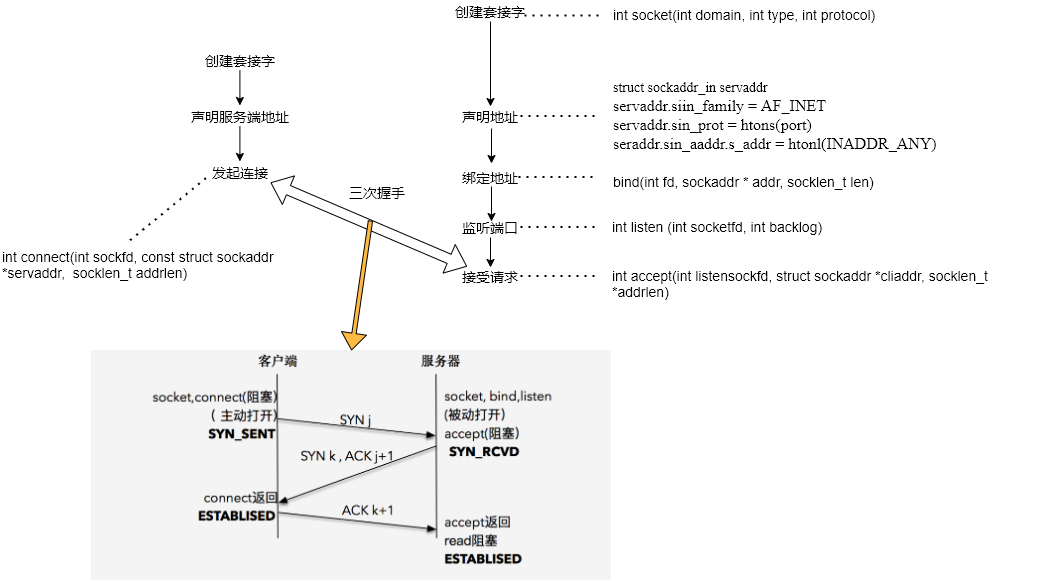 创建套接字
int socket(int domain, int type, int protocol)
创建套接字
声明服务端地址
发起连接
声明地址
struct sockaddr_in servaddr
servaddr.siin_family = AF_INET
servaddr.sin_prot = htons(port)
seraddr.sin_aaddr.s_addr = htonl(INADDR_ANY)
绑定地址
bind(int fd, sockaddr * addr, socklen_t len)
三次握手
监听端口
int listen (int socketfd, int backlog)
int connect(int sockfd, const struct sockaddr
*servaddr, socklen_t addrlen)
接受请求
int accept(int listensockfd, struct sockaddr *cliaddr, socklen_t
*addrlen)
客户端
服务器
socket,connect(阻塞)
( 主动打开)
SYN_SENT
SYN j
socket, bind,listen
(被动打开)
accept(阻塞)
SYN_RCVD
SYN k , ACK j+1
connect返回
ESTABLISED
ACK k+1
accept返回
read阻塞
ESTABLISED